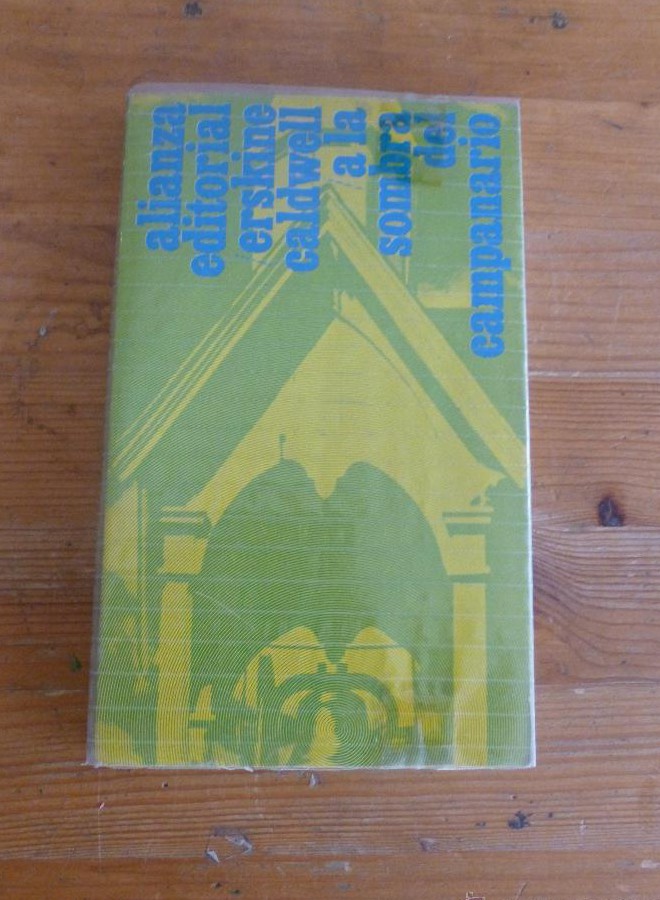 alianza
editorial
erskine
caldwell
a la
sombra
del
campanario